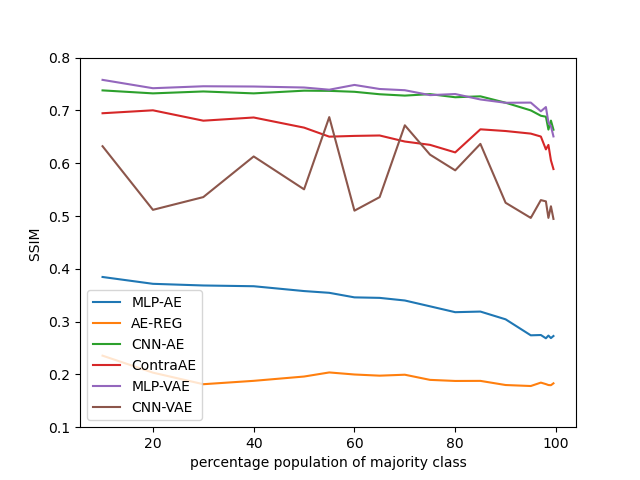 0.8
0.7
0.6
0.5
0.4
0.3
0.2
0.1
SSIM
MLP-AE
AE-REG
CNN-AE
ContraAE
MLP-VAE
CNN-VAE
20 40 60 80 100
percentage population of majority class